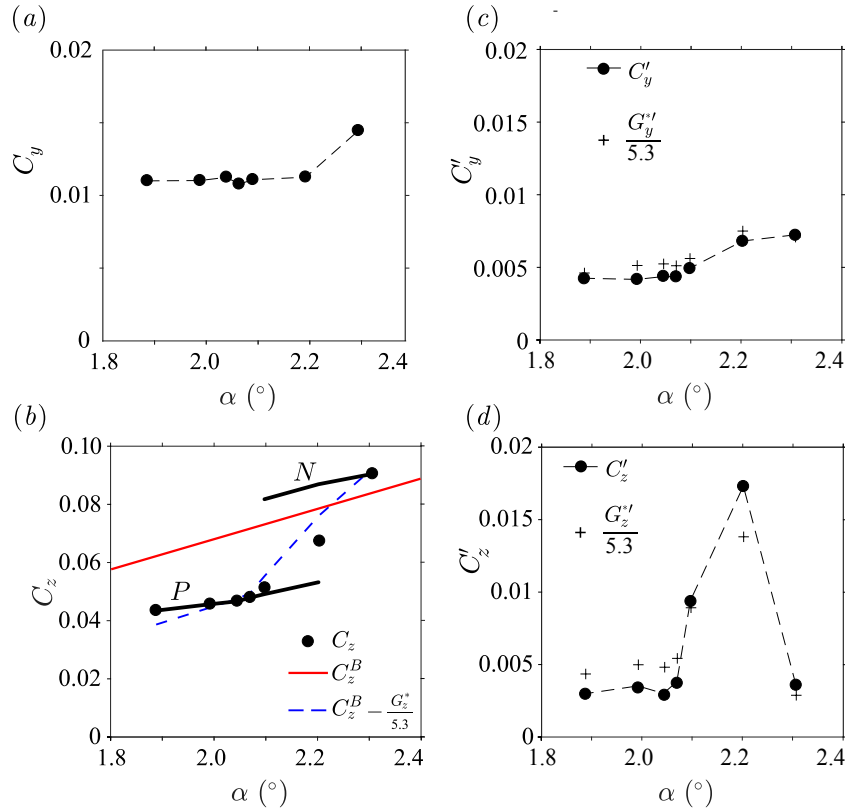 (a)
0.02
0.01
0
1.8
2.0
2.2
2.4
C_y
α (°)
(c)
0.02
0.015
0.01
0.005
0
1.8
2.0
2.2
2.4
C′_y
α (°)
C′_y
G*′_y
5.3
(b)
0.10
0.08
0.06
0.04
0.02
0
1.8
2.0
2.2
2.4
C_z
α (°)
N
P
C_z
C_z^B
C_z^B − G*_z / 5.3
(d)
0.02
0.015
0.01
0.005
0
1.8
2.0
2.2
2.4
C′_z
α (°)
C′_z
G*′_z
5.3